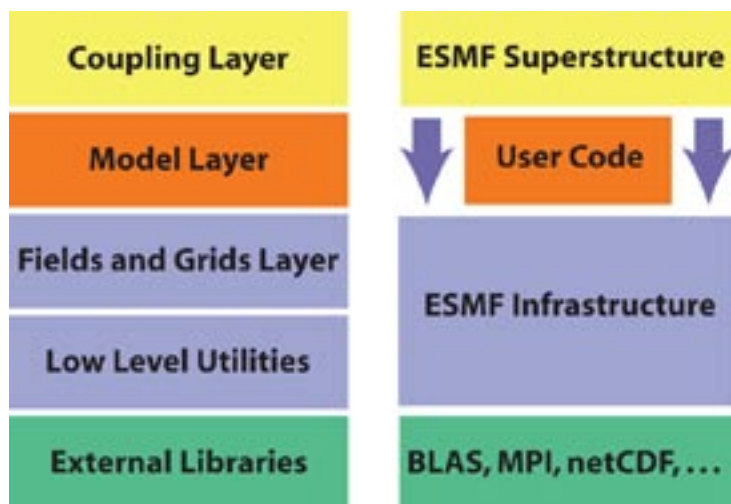 Coupling Layer
ESMF Superstructure
Model Layer
User Code
Fields and Grids Layer
ESMF Infrastructure
Low Level Utilities
External Libraries
BLAS, MPI, netCDF, ...